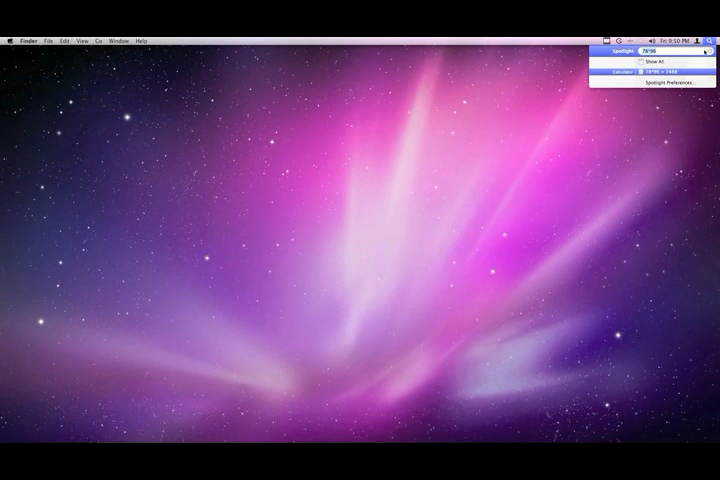 Finder File Edit View Go Window Help Fri 9:50 PM
Spotlight 78*96
Show All
Calculator 78*96 = 7488
Spotlight Preferences...